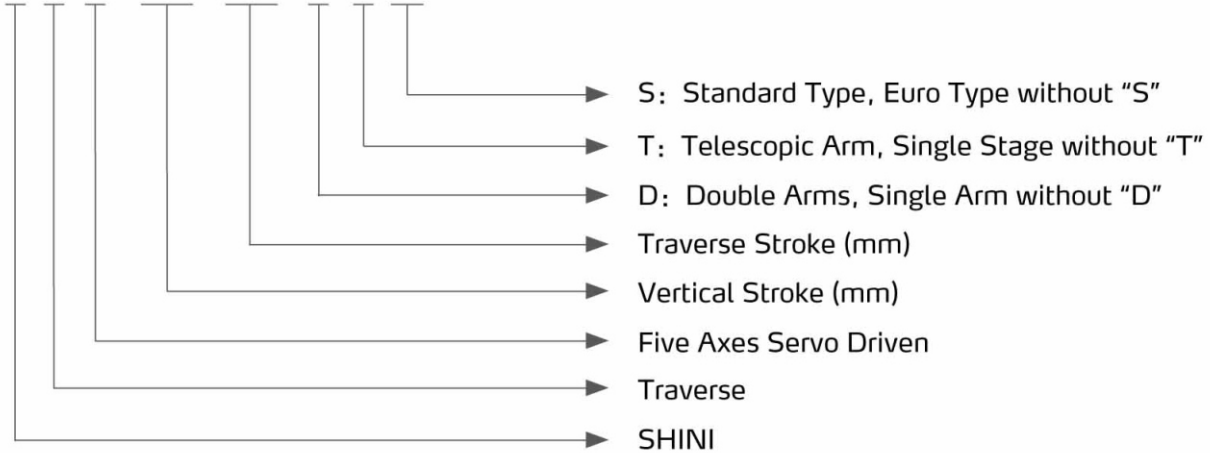 S: Standard Type, Euro Type without “S”
T: Telescopic Arm, Single Stage without “T”
D: Double Arms, Single Arm without “D”
Traverse Stroke (mm)
Vertical Stroke (mm)
Five Axes Servo Driven
Traverse
SHINI